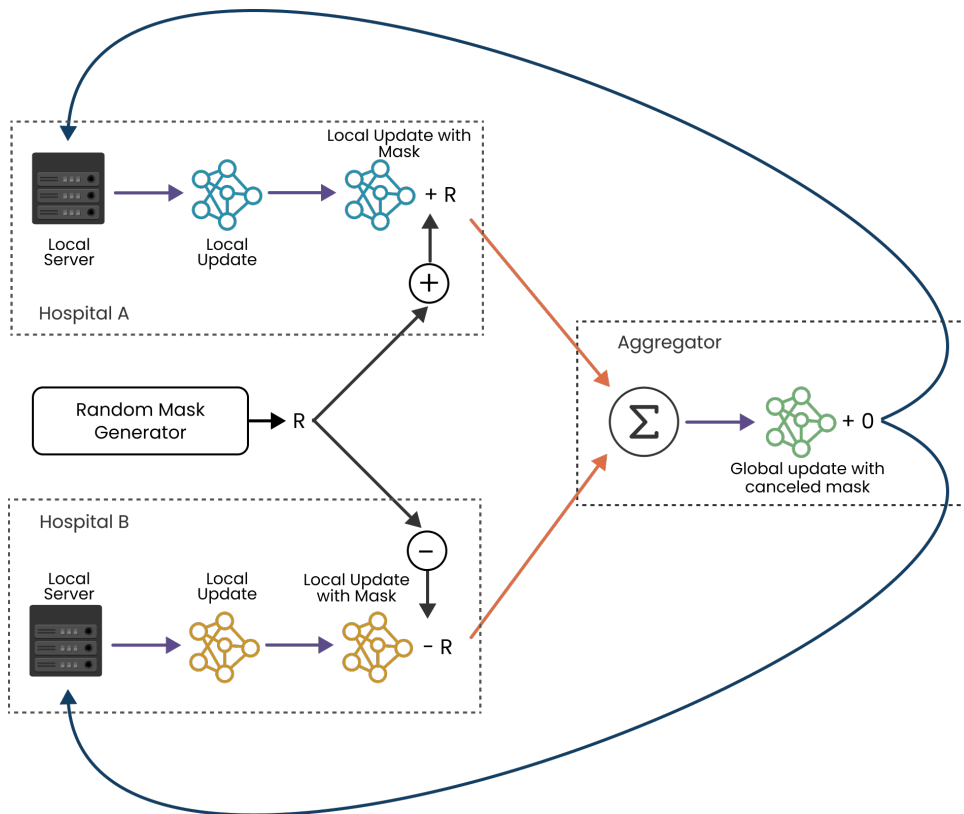 Local Update with
Mask
+ R
Local
Server
Local
Update
+
Hospital A
Random Mask
Generator
R
Aggregator
Σ
+ 0
Global update with
canceled mask
Hospital B
−
Local
Server
Local
Update
Local Update
with Mask
− R